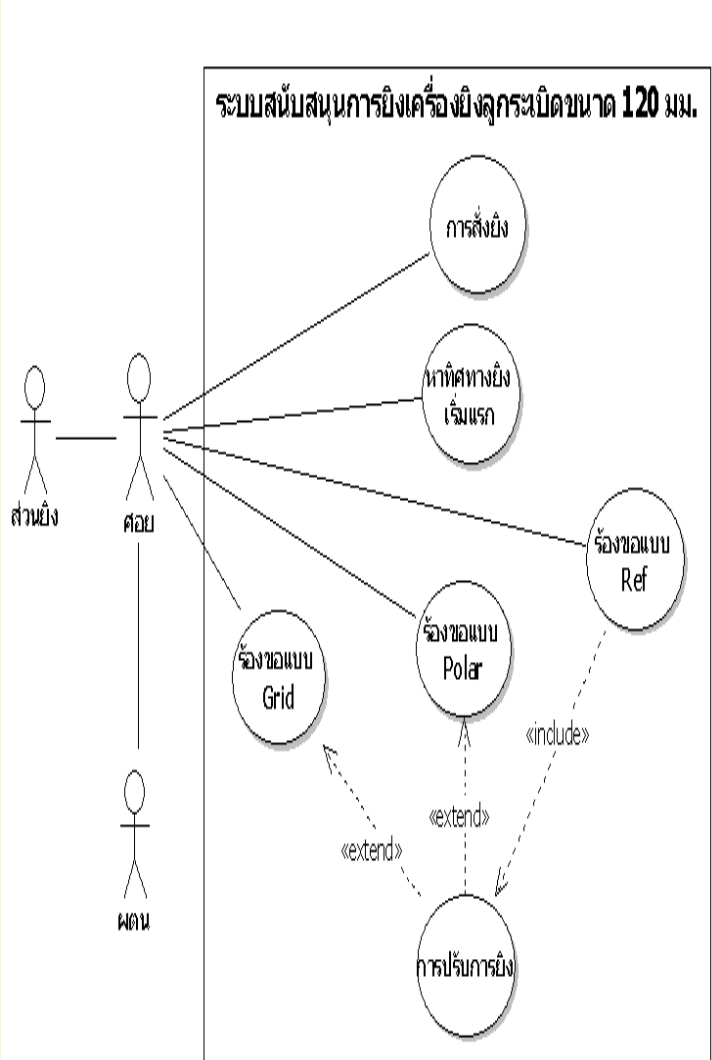 ระบบสนับสนุนการยิงเครื่องยิงลูกระเบิดขนาด 120 มม.
การสั่งยิง
หาทิศทางยิง
เริ่มแรก
ส่วนยิง
ศอย
ร้องขอแบบ
Ref
ร้องขอแบบ
Polar
ร้องขอแบบ
Grid
«include»
«extend»
«extend»
ผตน
การปรับการยิง